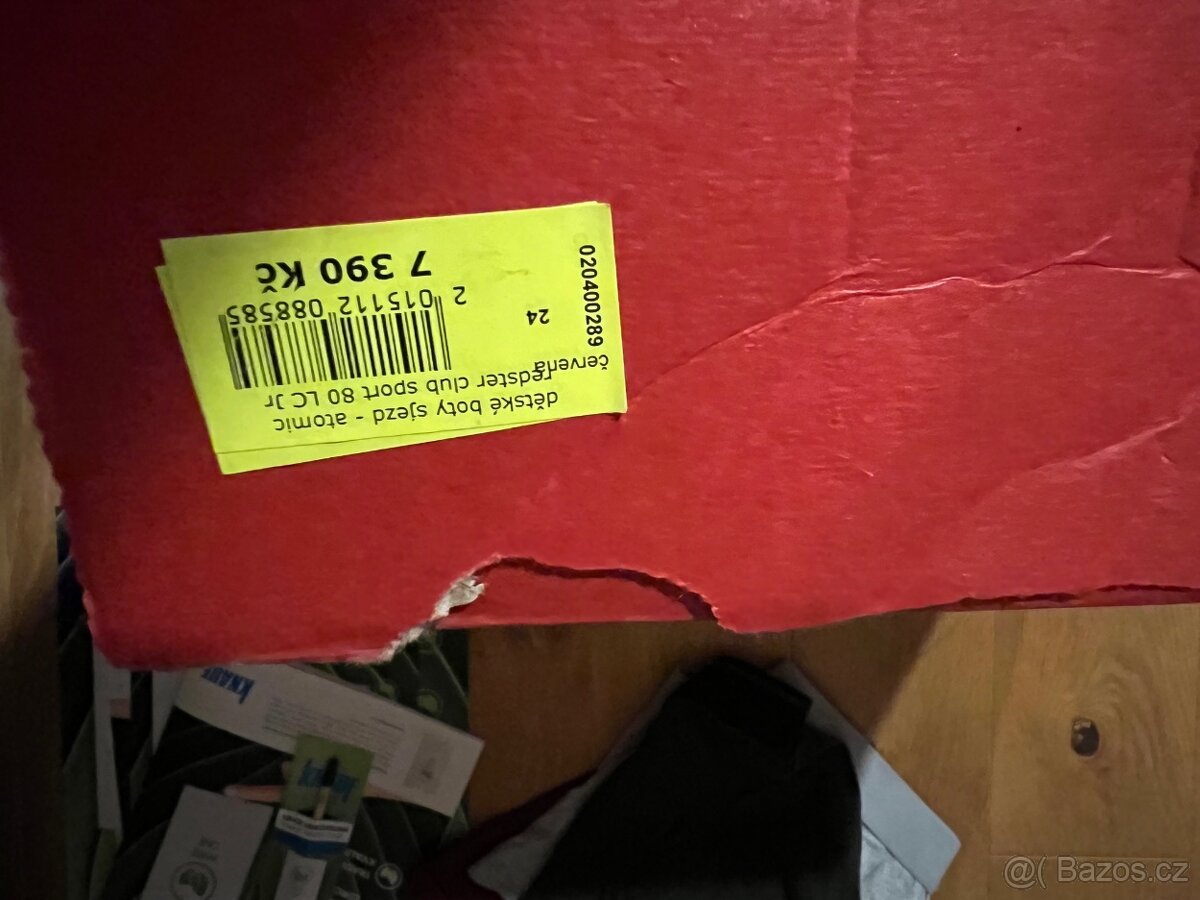 dětské boty sjezd - atomic
redster club sport 80 LC Jr
červená
24
2 015112 088585
7 390 Kč
020400289
KNAUF
@( Bazos.cz